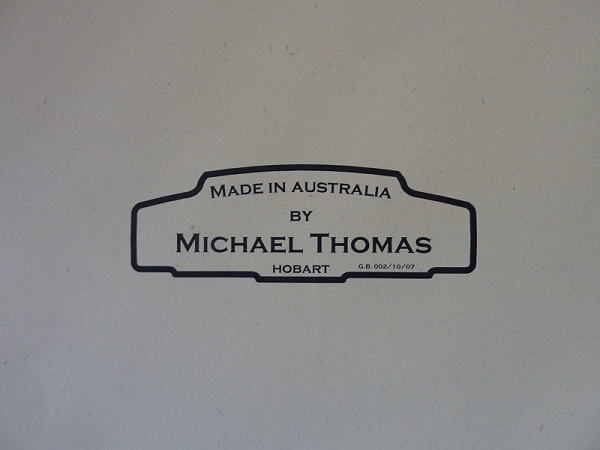 MADE IN AUSTRALIA
BY
MICHAEL THOMAS
HOBART G.B. 002/10/07